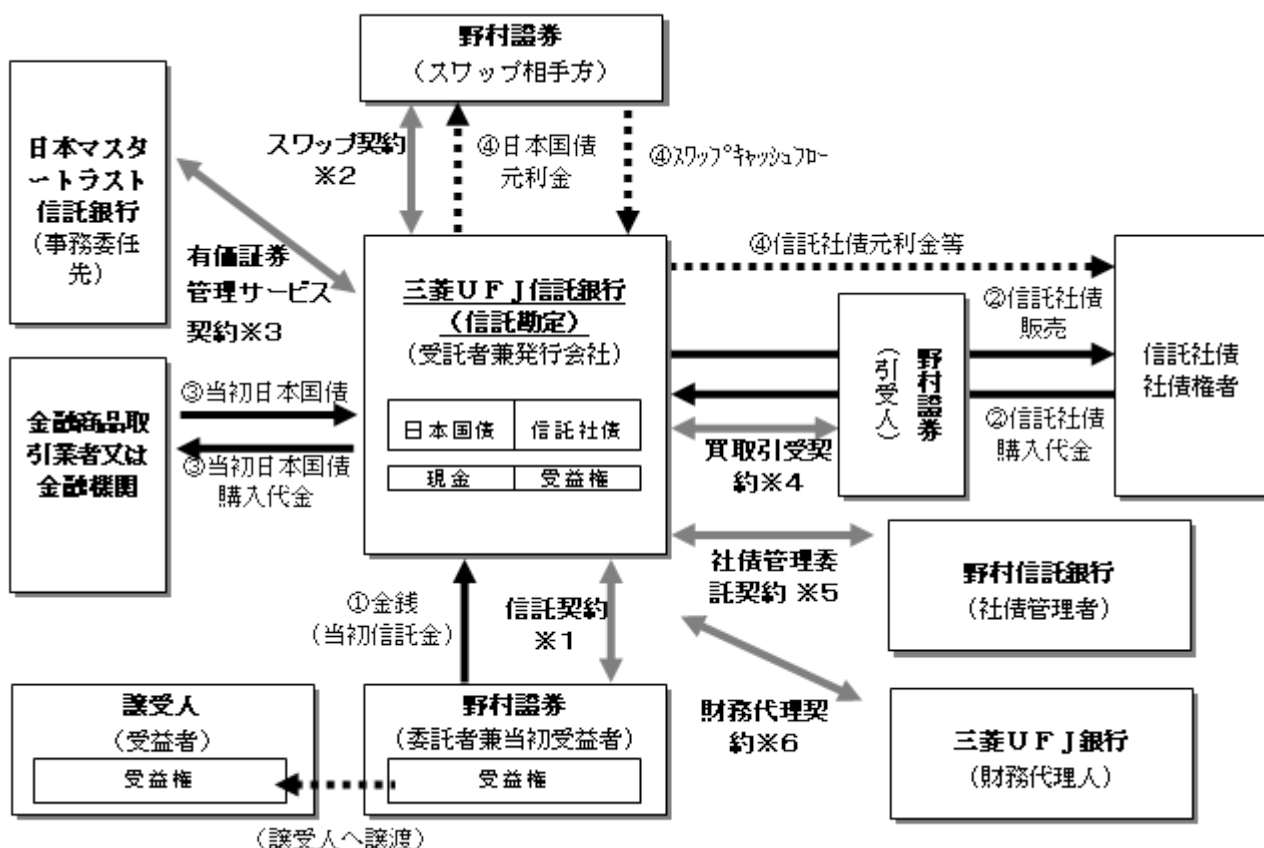 野村證券
（スワップ相手方）
日本マスタ
ートラスト
信託銀行
（事務委任
先）
スワップ契約
※2
④日本国債
元利金
④ｽﾜｯﾌﾟｷｬｯｼｭﾌﾛｰ
有価証券
管理サービス
契約※3
三菱ＵＦＪ信託銀行
（信託勘定）
（受託者兼発行会社）
日本国債
信託社債
現金
受益権
④信託社債元利金等
②信託社債
販売
野村證券
（引受人）
信託社債
社債権者
②信託社債
購入代金
買取引受契
約※4
金融商品取
引業者又は
金融機関
③当初日本国債
③当初日本国債
購入代金
社債管理委
託契約 ※5
野村信託銀行
（社債管理者）
①金銭
（当初信託金）
信託契約
※1
譲受人
（受益者）
受益権
野村證券
（委託者兼当初受益者）
受益権
（譲受人へ譲渡）
財務代理契
約※6
三菱ＵＦＪ銀行
（財務代理人）